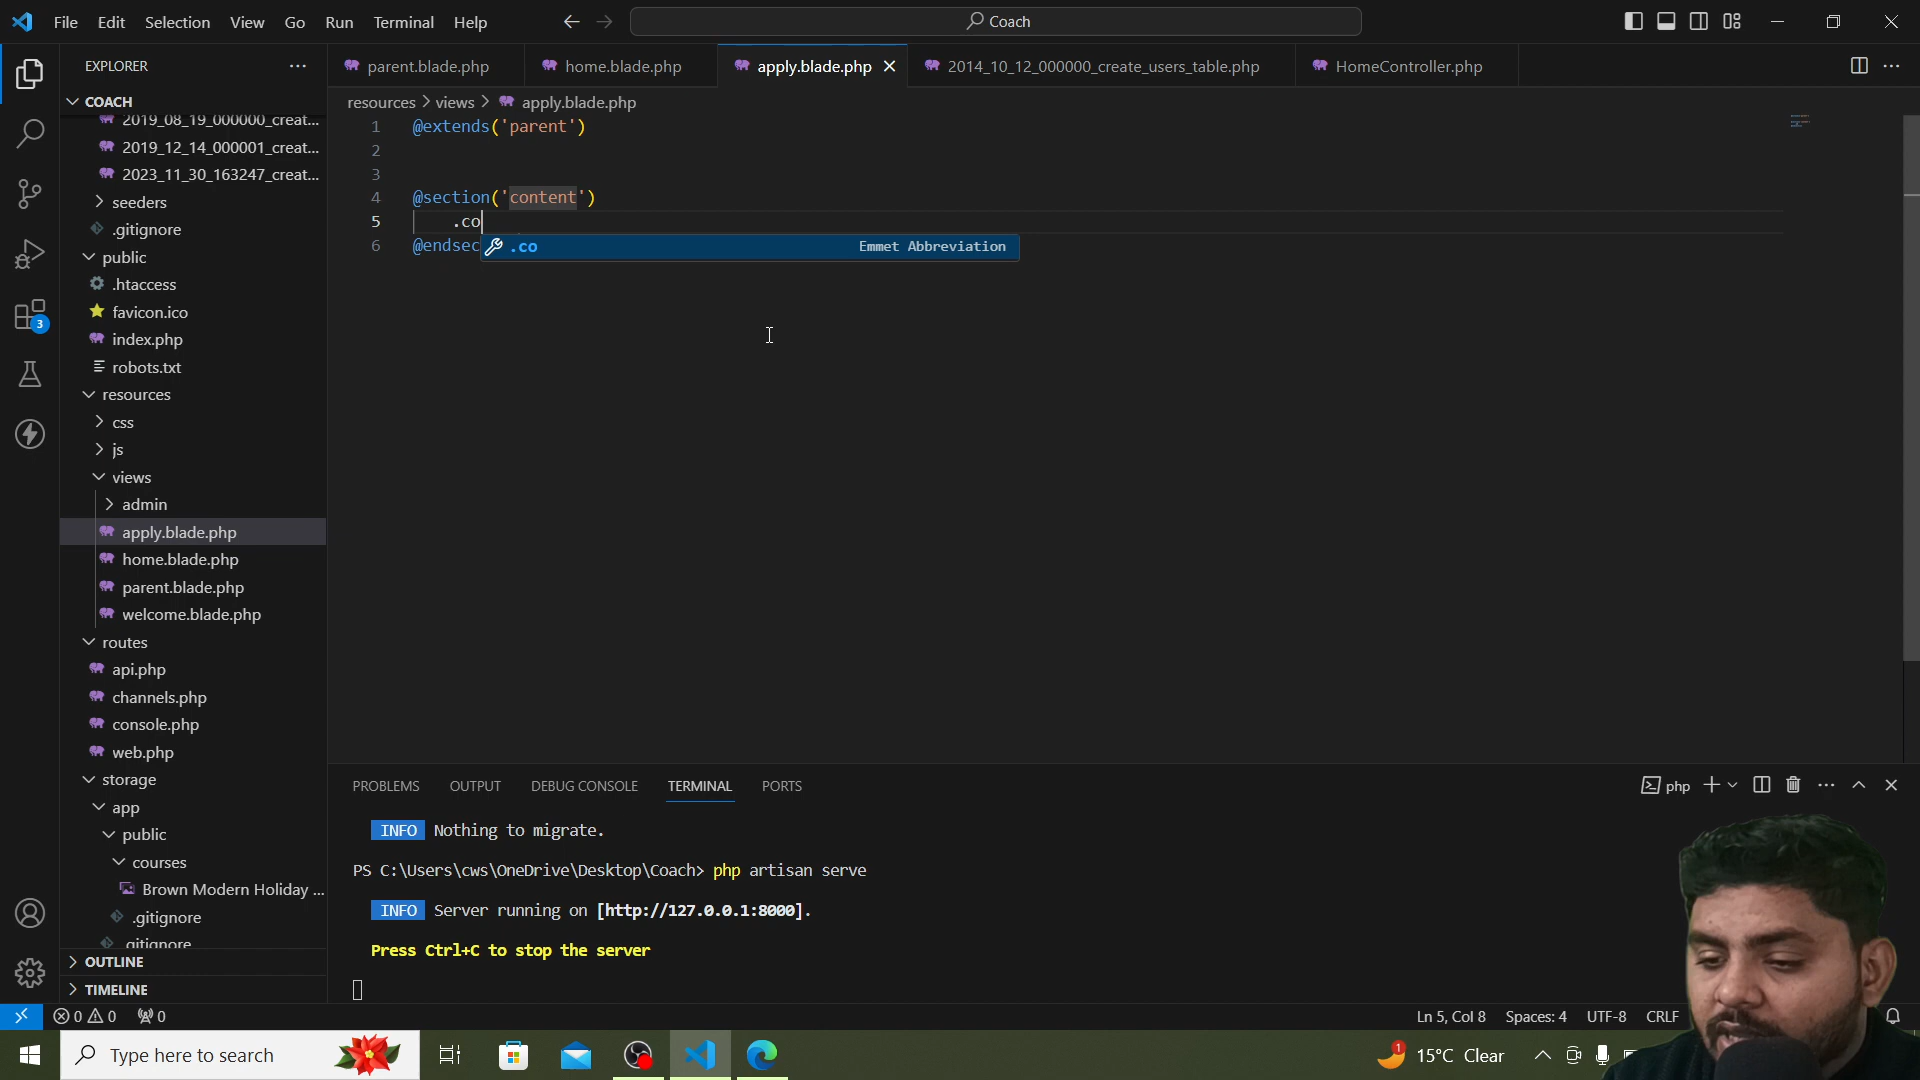 File Edit Selection View Go Run Terminal Help
Coach
EXPLORER
parent.blade.php
home.blade.php
apply.blade.php
2014_10_12_000000_create_users_table.php
HomeController.php
COACH
resources > views > apply.blade.php
2019_08_19_000000_creat...
2019_12_14_000001_creat...
2023_11_30_163247_creat...
seeders
.gitignore
public
.htaccess
favicon.ico
index.php
robots.txt
resources
css
js
views
admin
apply.blade.php
home.blade.php
parent.blade.php
welcome.blade.php
routes
api.php
channels.php
console.php
web.php
storage
app
public
courses
Brown Modern Holiday ...
.gitignore
.gitignore
OUTLINE
TIMELINE
1 @extends('parent')
2
3
4 @section('content')
5 .co
6 @endsec
.co Emmet Abbreviation
PROBLEMS OUTPUT DEBUG CONSOLE TERMINAL PORTS
php
INFO Nothing to migrate.
PS C:\Users\cws\OneDrive\Desktop\Coach> php artisan serve
INFO Server running on [http://127.0.0.1:8000].
Press Ctrl+C to stop the server
3
0 0 0
Ln 5, Col 8 Spaces: 4 UTF-8 CRLF
Type here to search
1
15°C Clear